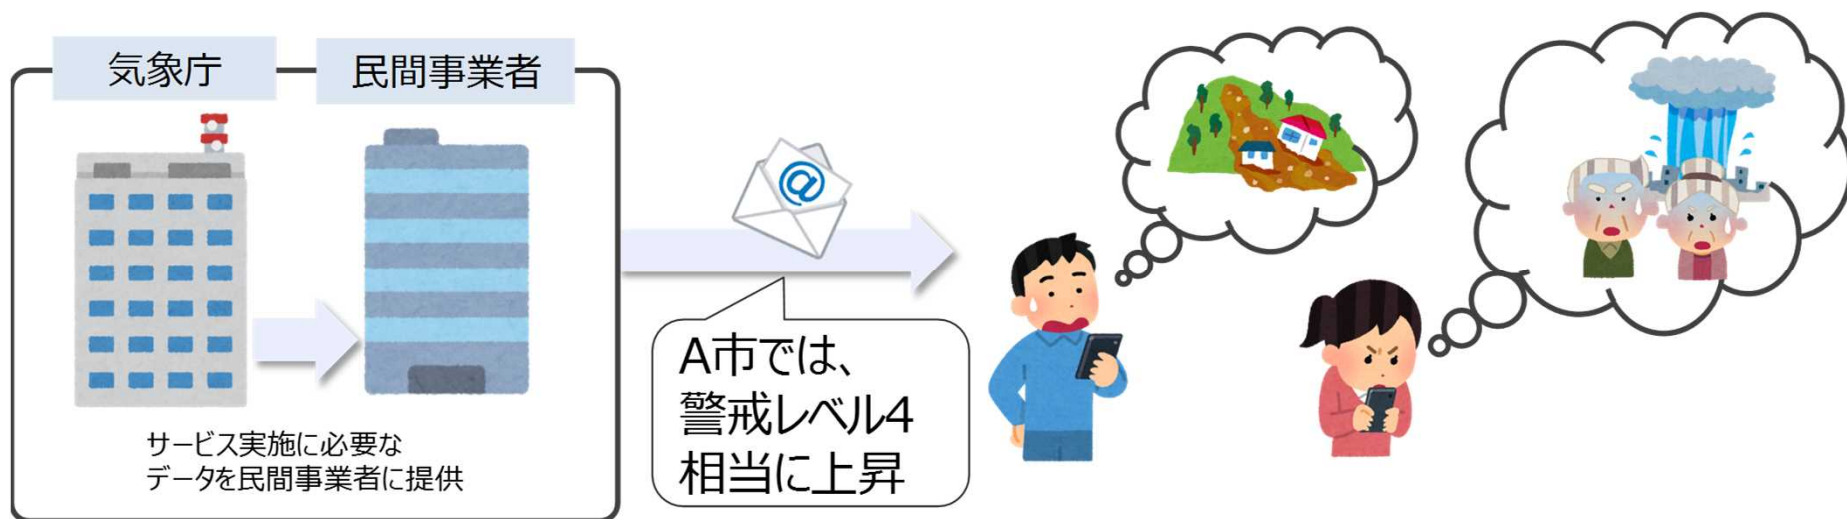 気象庁
民間事業者
サービス実施に必要な
データを民間事業者に提供
@
A市では、
警戒レベル4
相当に上昇